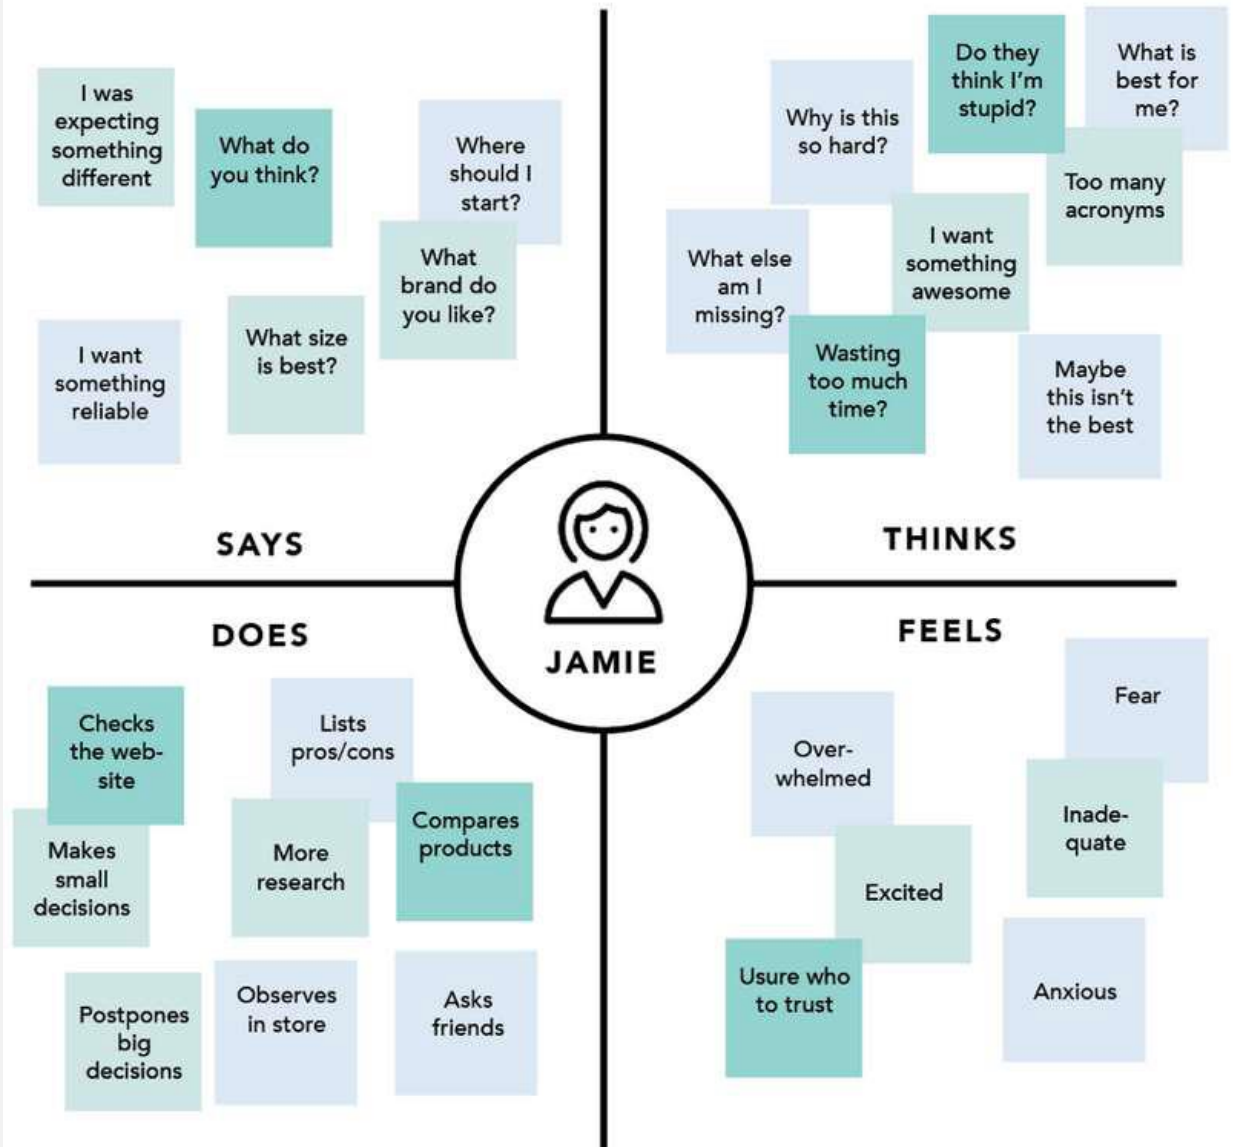 I was
expecting
something
different
What do
you think?
Where
should I
start?
What
brand do
you like?
What size
is best?
I want
something
reliable
SAYS
Why is this
so hard?
Do they
think I'm
stupid?
What is
best for
me?
Too many
acronyms
I want
something
awesome
What else
am I
missing?
Wasting
too much
time?
Maybe
this isn't
the best
THINKS
JAMIE
DOES
Checks
the web-
site
Lists
pros/cons
Compares
products
Makes
small
decisions
More
research
Postpones
big
decisions
Observes
in store
Asks
friends
FEELS
Fear
Over-
whelmed
Inade-
quate
Excited
Usure who
to trust
Anxious